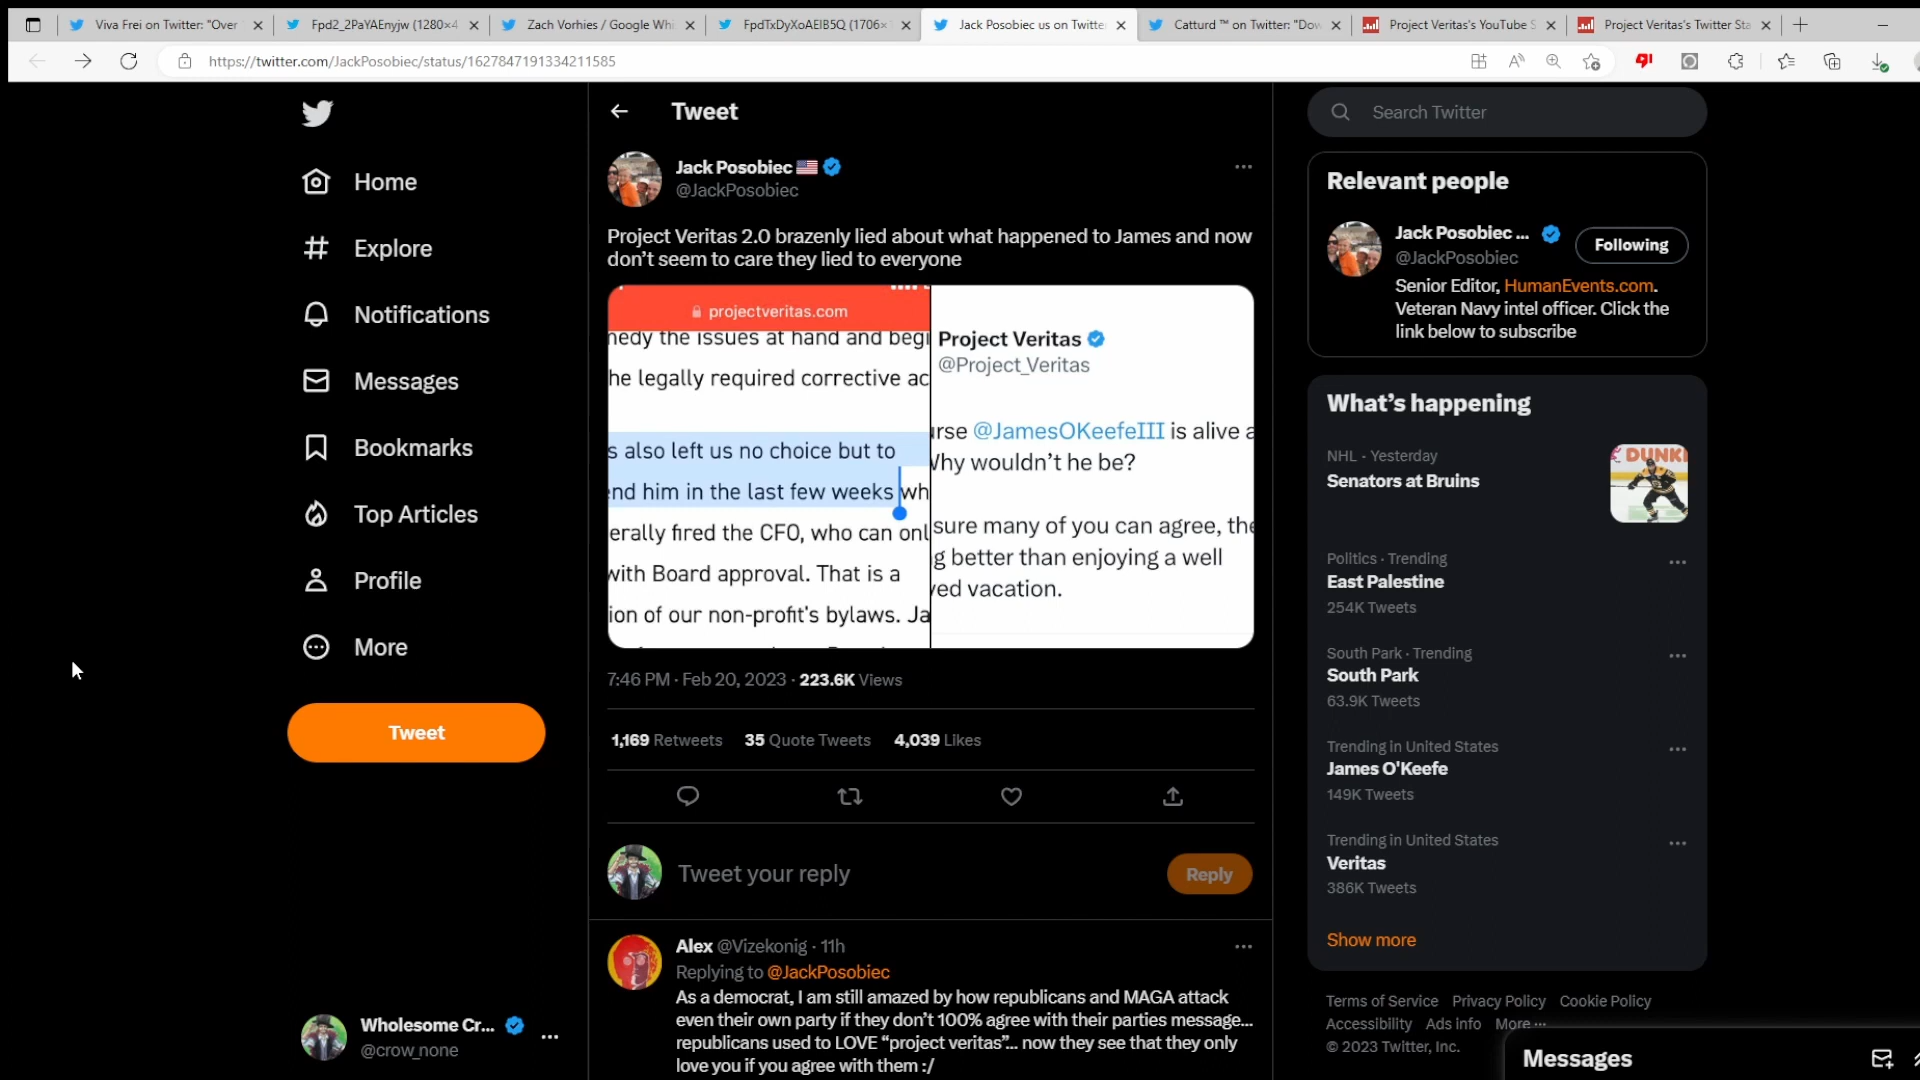 Viva Frei on Twitter: "Over
Fpd2_2PaYAEnyjw (1280×4
Zach Vorhies / Google Whi
FpdTxDyXoAEIB5Q (1706×
Jack Posobiec us on Twitter
Catturd ™ on Twitter: "Dow
Project Veritas's YouTube S
Project Veritas's Twitter Sta
https://twitter.com/JackPosobiec/status/1627847191334211585
Home
Explore
Notifications
Messages
Bookmarks
Top Articles
Profile
More
Tweet
Wholesome Cr...
@crow_none
Tweet
Jack Posobiec
@JackPosobiec
Project Veritas 2.0 brazenly lied about what happened to James and now
don't seem to care they lied to everyone
projectveritas.com
nedy the issues at hand and begi
he legally required corrective ac
s also left us no choice but to
end him in the last few weeks wh
erally fired the CFO, who can onl
with Board approval. That is a
ion of our non-profit's bylaws. Ja
Project Veritas
@Project_Veritas
urse @JamesOKeefeIII is alive a
Why wouldn't he be?
sure many of you can agree, the
g better than enjoying a well
ved vacation.
7:46 PM · Feb 20, 2023 · 223.6K Views
1,169 Retweets 35 Quote Tweets 4,039 Likes
Tweet your reply
Reply
Alex @Vizekonig · 11h
Replying to @JackPosobiec
As a democrat, I am still amazed by how republicans and MAGA attack
even their own party if they don't 100% agree with their parties message...
republicans used to LOVE "project veritas"... now they see that they only
love you if you agree with them :/
Search Twitter
Relevant people
Jack Posobiec ...
@JackPosobiec
Following
Senior Editor, HumanEvents.com.
Veteran Navy intel officer. Click the
link below to subscribe
What's happening
NHL · Yesterday
Senators at Bruins
DUNKI
Politics · Trending
East Palestine
254K Tweets
South Park · Trending
South Park
63.9K Tweets
Trending in United States
James O'Keefe
149K Tweets
Trending in United States
Veritas
386K Tweets
Show more
Terms of Service Privacy Policy Cookie Policy
Accessibility Ads info More ...
© 2023 Twitter, Inc.
Messages